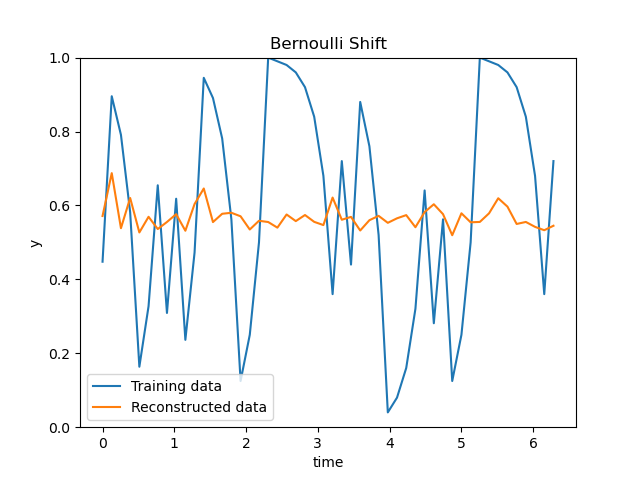 Bernoulli Shift
1.0
0.8
0.6
0.4
0.2
0.0
y
Training data
Reconstructed data
0 1 2 3 4 5 6
time